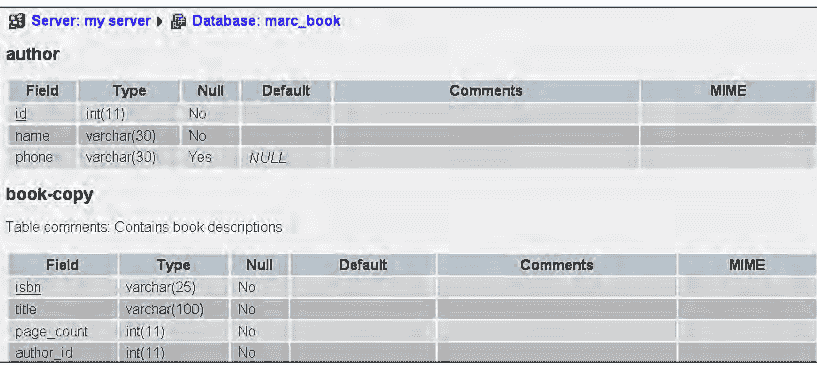 Server: my server Database: marc_book
author
Field Type Null Default Comments MIME
id int(11) No
name varchar(30) No
phone varchar(30) Yes NULL
book-copy
Table comments: Contains book descriptions
Field Type Null Default Comments MIME
isbn varchar(25) No
title varchar(100) No
page_count int(11) No
author_id int(11) No